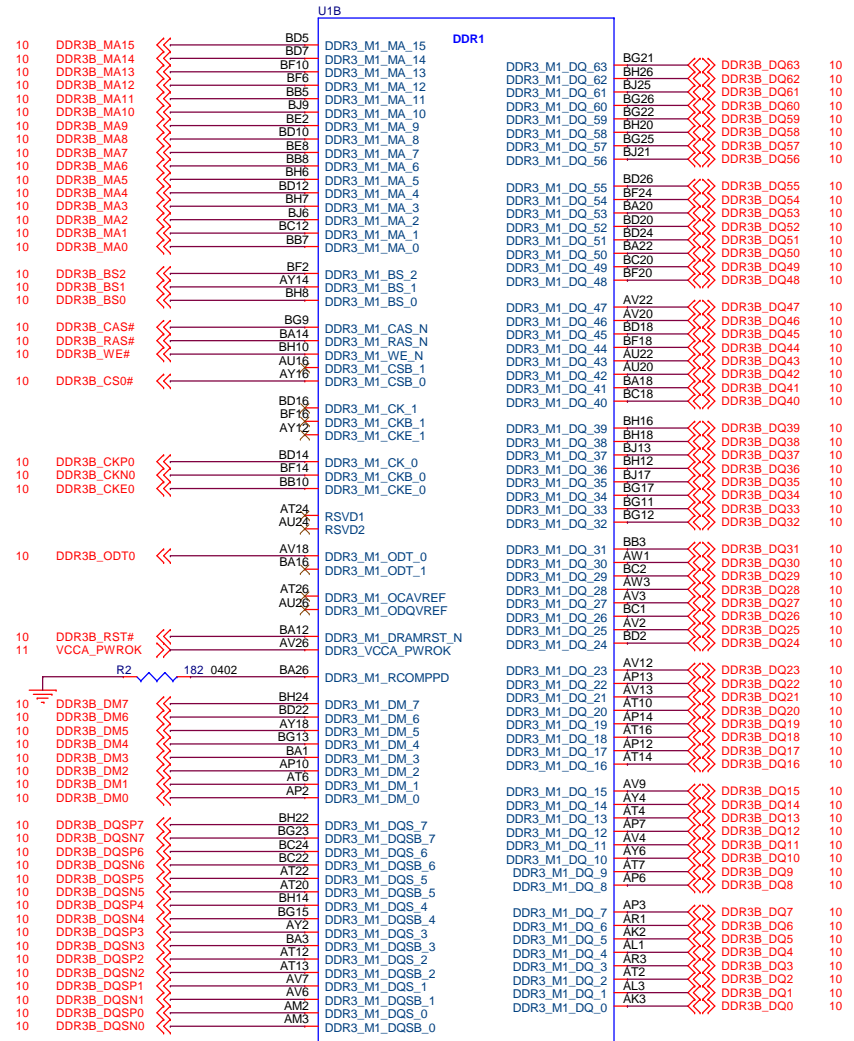 U1B
DDR1
10 DDR3B_MA15 BD5 DDR3_M1_MA_15
10 DDR3B_MA14 BD7 DDR3_M1_MA_14
10 DDR3B_MA13 BF10 DDR3_M1_MA_13
10 DDR3B_MA12 BF6 DDR3_M1_MA_12
10 DDR3B_MA11 BB5 DDR3_M1_MA_11
10 DDR3B_MA10 BJ9 DDR3_M1_MA_10
10 DDR3B_MA9 BE2 DDR3_M1_MA_9
10 DDR3B_MA8 BD10 DDR3_M1_MA_8
10 DDR3B_MA7 BE8 DDR3_M1_MA_7
10 DDR3B_MA6 BB8 DDR3_M1_MA_6
10 DDR3B_MA5 BH6 DDR3_M1_MA_5
10 DDR3B_MA4 BD12 DDR3_M1_MA_4
10 DDR3B_MA3 BH7 DDR3_M1_MA_3
10 DDR3B_MA2 BJ6 DDR3_M1_MA_2
10 DDR3B_MA1 BC12 DDR3_M1_MA_1
10 DDR3B_MA0 BB7 DDR3_M1_MA_0
10 DDR3B_BS2 BF2 DDR3_M1_BS_2
10 DDR3B_BS1 AY14 DDR3_M1_BS_1
10 DDR3B_BS0 BH8 DDR3_M1_BS_0
10 DDR3B_CAS# BG9 DDR3_M1_CAS_N
10 DDR3B_RAS# BA14 DDR3_M1_RAS_N
10 DDR3B_WE# BH10 DDR3_M1_WE_N
AU16 DDR3_M1_CSB_1
10 DDR3B_CS0# AY16 DDR3_M1_CSB_0
BD16 DDR3_M1_CK_1
BF16 DDR3_M1_CKB_1
AY12 DDR3_M1_CKE_1
10 DDR3B_CKP0 BD14 DDR3_M1_CK_0
10 DDR3B_CKN0 BF14 DDR3_M1_CKB_0
10 DDR3B_CKE0 BB10 DDR3_M1_CKE_0
AT24 RSVD1
AU24 RSVD2
10 DDR3B_ODT0 AV18 DDR3_M1_ODT_0
BA16 DDR3_M1_ODT_1
AT26 DDR3_M1_OCAVREF
AU26 DDR3_M1_ODQVREF
10 DDR3B_RST# BA12 DDR3_M1_DRAMRST_N
11 VCCA_PWROK AV26 DDR3_VCCA_PWROK
R2 182 0402 BA26 DDR3_M1_RCOMPPD
10 DDR3B_DM7 BH24 DDR3_M1_DM_7
10 DDR3B_DM6 BD22 DDR3_M1_DM_6
10 DDR3B_DM5 AY18 DDR3_M1_DM_5
10 DDR3B_DM4 BG13 DDR3_M1_DM_4
10 DDR3B_DM3 BA1 DDR3_M1_DM_3
10 DDR3B_DM2 AP10 DDR3_M1_DM_2
10 DDR3B_DM1 AT6 DDR3_M1_DM_1
10 DDR3B_DM0 AP2 DDR3_M1_DM_0
10 DDR3B_DQSP7 BH22 DDR3_M1_DQS_7
10 DDR3B_DQSN7 BG23 DDR3_M1_DQSB_7
10 DDR3B_DQSP6 BC24 DDR3_M1_DQS_6
10 DDR3B_DQSN6 BC22 DDR3_M1_DQSB_6
10 DDR3B_DQSP5 AT22 DDR3_M1_DQS_5
10 DDR3B_DQSN5 AT20 DDR3_M1_DQSB_5
10 DDR3B_DQSP4 BH14 DDR3_M1_DQS_4
10 DDR3B_DQSN4 BG15 DDR3_M1_DQSB_4
10 DDR3B_DQSP3 AY2 DDR3_M1_DQS_3
10 DDR3B_DQSN3 BA3 DDR3_M1_DQSB_3
10 DDR3B_DQSP2 AT12 DDR3_M1_DQS_2
10 DDR3B_DQSN2 AT13 DDR3_M1_DQSB_2
10 DDR3B_DQSP1 AV7 DDR3_M1_DQS_1
10 DDR3B_DQSN1 AV6 DDR3_M1_DQSB_1
10 DDR3B_DQSP0 AM2 DDR3_M1_DQS_0
10 DDR3B_DQSN0 AM3 DDR3_M1_DQSB_0
DDR3_M1_DQ_63 BG21 DDR3B_DQ63 10
DDR3_M1_DQ_62 BH26 DDR3B_DQ62 10
DDR3_M1_DQ_61 BJ25 DDR3B_DQ61 10
DDR3_M1_DQ_60 BG26 DDR3B_DQ60 10
DDR3_M1_DQ_59 BG22 DDR3B_DQ59 10
DDR3_M1_DQ_58 BH20 DDR3B_DQ58 10
DDR3_M1_DQ_57 BG25 DDR3B_DQ57 10
DDR3_M1_DQ_56 BJ21 DDR3B_DQ56 10
DDR3_M1_DQ_55 BD26 DDR3B_DQ55 10
DDR3_M1_DQ_54 BF24 DDR3B_DQ54 10
DDR3_M1_DQ_53 BA20 DDR3B_DQ53 10
DDR3_M1_DQ_52 BD20 DDR3B_DQ52 10
DDR3_M1_DQ_51 BD24 DDR3B_DQ51 10
DDR3_M1_DQ_50 BA22 DDR3B_DQ50 10
DDR3_M1_DQ_49 BC20 DDR3B_DQ49 10
DDR3_M1_DQ_48 BF20 DDR3B_DQ48 10
DDR3_M1_DQ_47 AV22 DDR3B_DQ47 10
DDR3_M1_DQ_46 AV20 DDR3B_DQ46 10
DDR3_M1_DQ_45 BD18 DDR3B_DQ45 10
DDR3_M1_DQ_44 BF18 DDR3B_DQ44 10
DDR3_M1_DQ_43 AU22 DDR3B_DQ43 10
DDR3_M1_DQ_42 AU20 DDR3B_DQ42 10
DDR3_M1_DQ_41 BA18 DDR3B_DQ41 10
DDR3_M1_DQ_40 BC18 DDR3B_DQ40 10
DDR3_M1_DQ_39 BH16 DDR3B_DQ39 10
DDR3_M1_DQ_38 BH18 DDR3B_DQ38 10
DDR3_M1_DQ_37 BJ13 DDR3B_DQ37 10
DDR3_M1_DQ_36 BH12 DDR3B_DQ36 10
DDR3_M1_DQ_35 BJ17 DDR3B_DQ35 10
DDR3_M1_DQ_34 BG17 DDR3B_DQ34 10
DDR3_M1_DQ_33 BG11 DDR3B_DQ33 10
DDR3_M1_DQ_32 BG12 DDR3B_DQ32 10
DDR3_M1_DQ_31 BB3 DDR3B_DQ31 10
DDR3_M1_DQ_30 AW1 DDR3B_DQ30 10
DDR3_M1_DQ_29 BC2 DDR3B_DQ29 10
DDR3_M1_DQ_28 AW3 DDR3B_DQ28 10
DDR3_M1_DQ_27 AV3 DDR3B_DQ27 10
DDR3_M1_DQ_26 BC1 DDR3B_DQ26 10
DDR3_M1_DQ_25 AV2 DDR3B_DQ25 10
DDR3_M1_DQ_24 BD2 DDR3B_DQ24 10
DDR3_M1_DQ_23 AV12 DDR3B_DQ23 10
DDR3_M1_DQ_22 AP13 DDR3B_DQ22 10
DDR3_M1_DQ_21 AV13 DDR3B_DQ21 10
DDR3_M1_DQ_20 AT10 DDR3B_DQ20 10
DDR3_M1_DQ_19 AP14 DDR3B_DQ19 10
DDR3_M1_DQ_18 AT16 DDR3B_DQ18 10
DDR3_M1_DQ_17 AP12 DDR3B_DQ17 10
DDR3_M1_DQ_16 AT14 DDR3B_DQ16 10
DDR3_M1_DQ_15 AV9 DDR3B_DQ15 10
DDR3_M1_DQ_14 AY4 DDR3B_DQ14 10
DDR3_M1_DQ_13 AT4 DDR3B_DQ13 10
DDR3_M1_DQ_12 AP7 DDR3B_DQ12 10
DDR3_M1_DQ_11 AV4 DDR3B_DQ11 10
DDR3_M1_DQ_10 AY6 DDR3B_DQ10 10
DDR3_M1_DQ_9 AT7 DDR3B_DQ9 10
DDR3_M1_DQ_8 AP6 DDR3B_DQ8 10
DDR3_M1_DQ_7 AP3 DDR3B_DQ7 10
DDR3_M1_DQ_6 AR1 DDR3B_DQ6 10
DDR3_M1_DQ_5 AK2 DDR3B_DQ5 10
DDR3_M1_DQ_4 AL1 DDR3B_DQ4 10
DDR3_M1_DQ_3 AR3 DDR3B_DQ3 10
DDR3_M1_DQ_2 AT2 DDR3B_DQ2 10
DDR3_M1_DQ_1 AL3 DDR3B_DQ1 10
DDR3_M1_DQ_0 AK3 DDR3B_DQ0 10